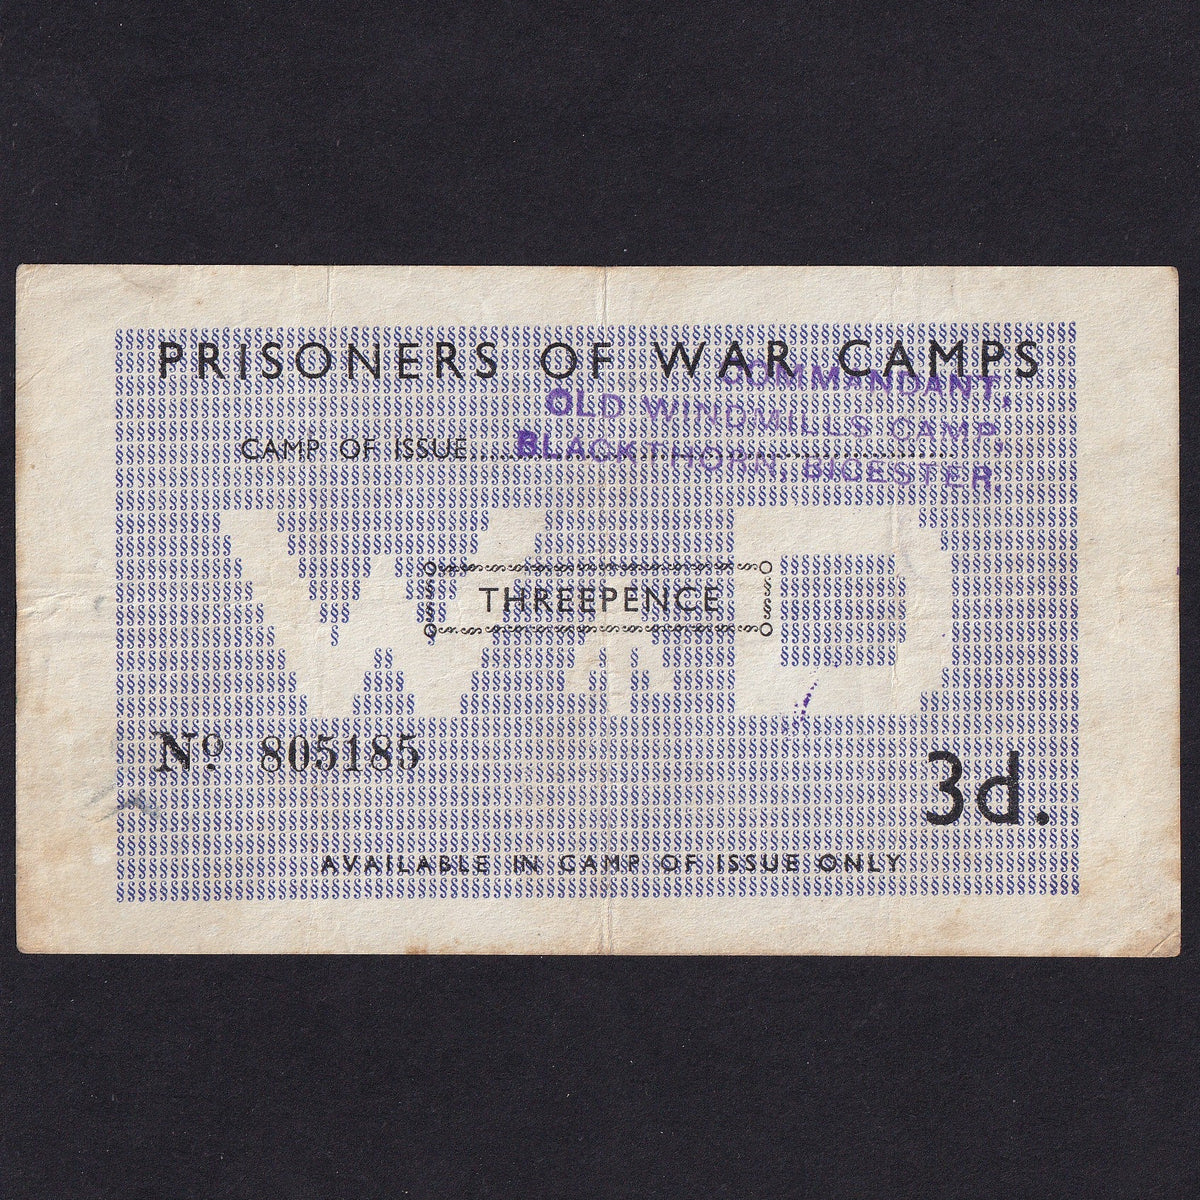 PRISONERS OF WAR CAMPS
COMMANDANT,
OLD WINDMILLS CAMP,
CAMP OF ISSUE
BLACKTHORN, BICESTER.
W D
THREEPENCE
Nº 805185
3d.
AVAILABLE IN CAMP OF ISSUE ONLY